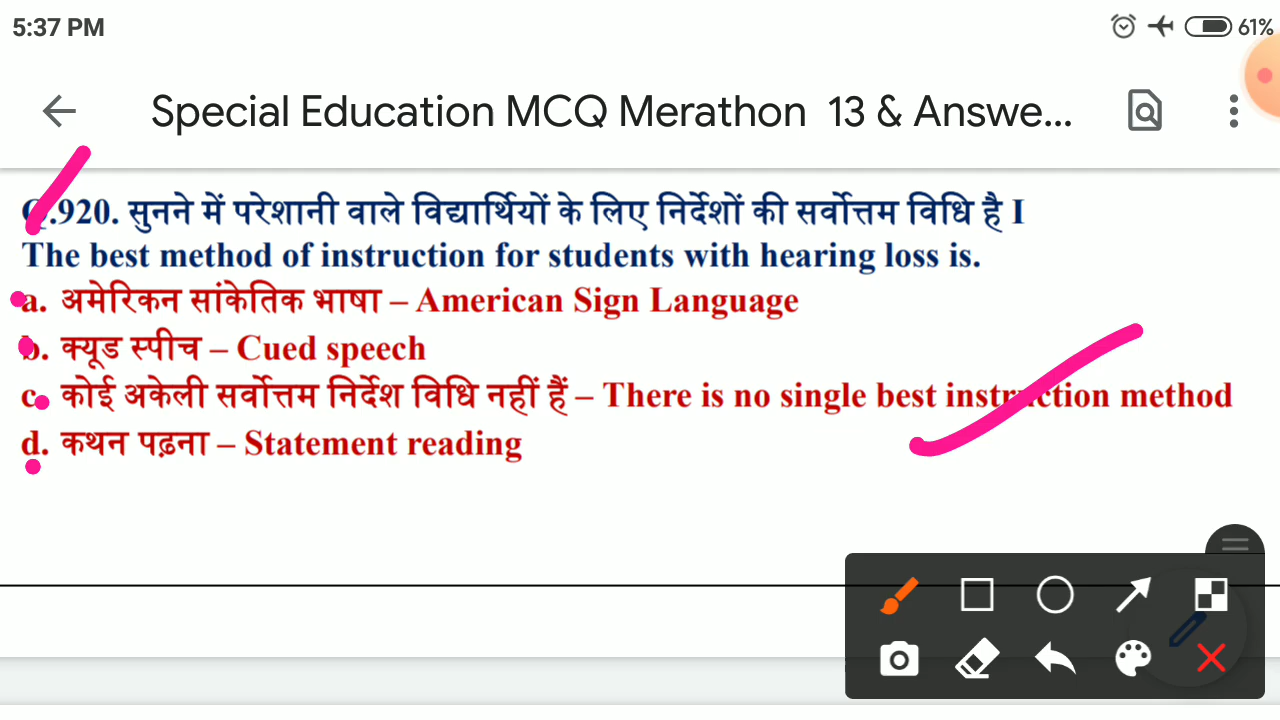 5:37 PM
61%
Special Education MCQ Merathon 13 & Answe...
Q.920. सुनने में परेशानी वाले विद्यार्थियों के लिए निर्देशों की सर्वोत्तम विधि है I
The best method of instruction for students with hearing loss is.
a. अमेरिकन सांकेतिक भाषा – American Sign Language
b. क्यूड स्पीच – Cued speech
c. कोई अकेली सर्वोत्तम निर्देश विधि नहीं हैं – There is no single best instruction method
d. कथन पढ़ना – Statement reading